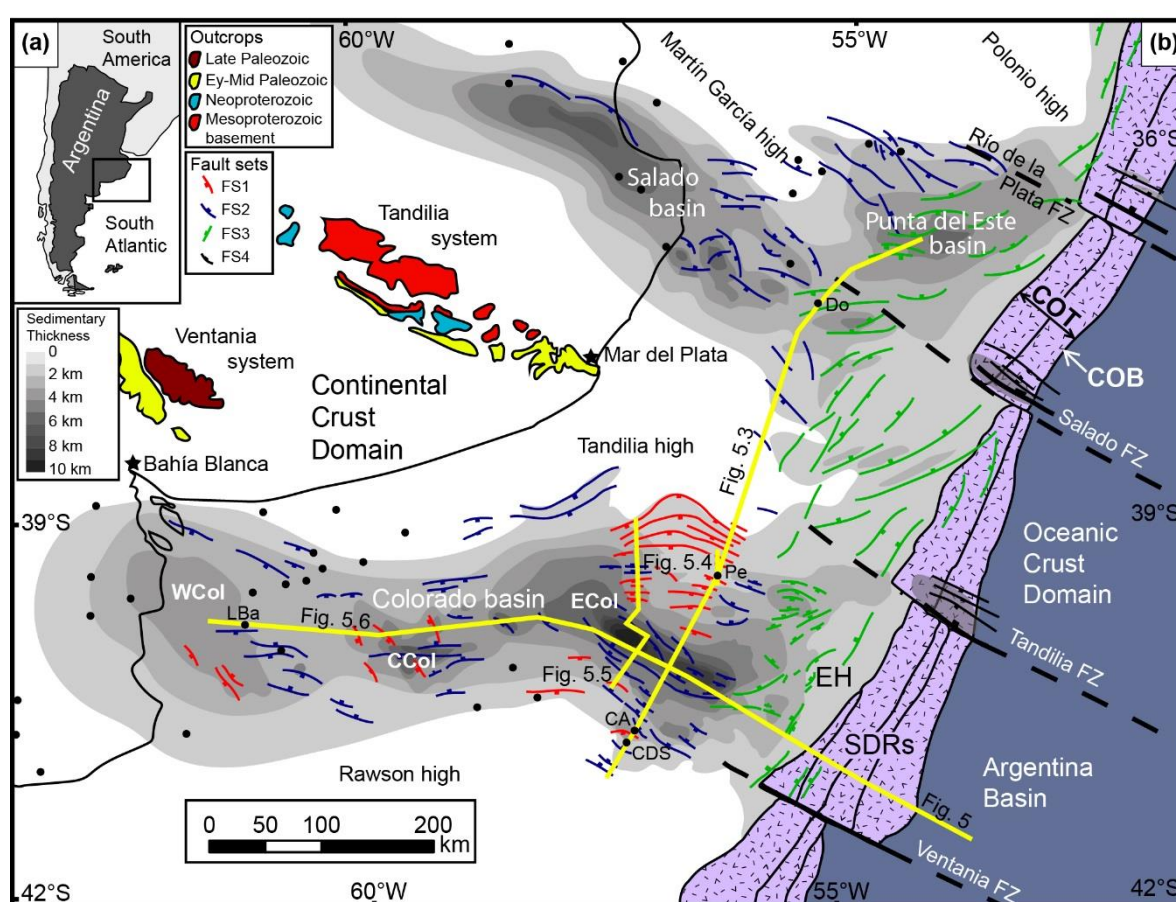 (a)
South
America
Argentina
South
Atlantic
Outcrops
Late Paleozoic
Ey-Mid Paleozoic
Neoproterozoic
Mesoproterozoic
basement
Fault sets
FS1
FS2
FS3
FS4
Sedimentary
Thickness
0
2 km
4 km
6 km
8 km
10 km
60°W
55°W
(b)
Martín García high
Polonio high
36°S
Río de la
Plata FZ
Salado
basin
Punta del Este
basin
Tandilia
system
Do
COT
COB
Ventania
system
Mar del Plata
Continental
Crust
Domain
Salado FZ
Bahía Blanca
Tandilia high
Fig. 5.3
39°S
39°S
Oceanic
Crust
Domain
Fig. 5.4
Pe
WCol
LBa
Fig. 5.6
Colorado basin
ECol
CCol
Fig. 5.5
EH
Tandilia FZ
CA
CDS
SDRs
Rawson high
Argentina
Basin
Fig. 5
0 50 100 200
km
Ventania FZ
42°S
60°W
55°W
42°S